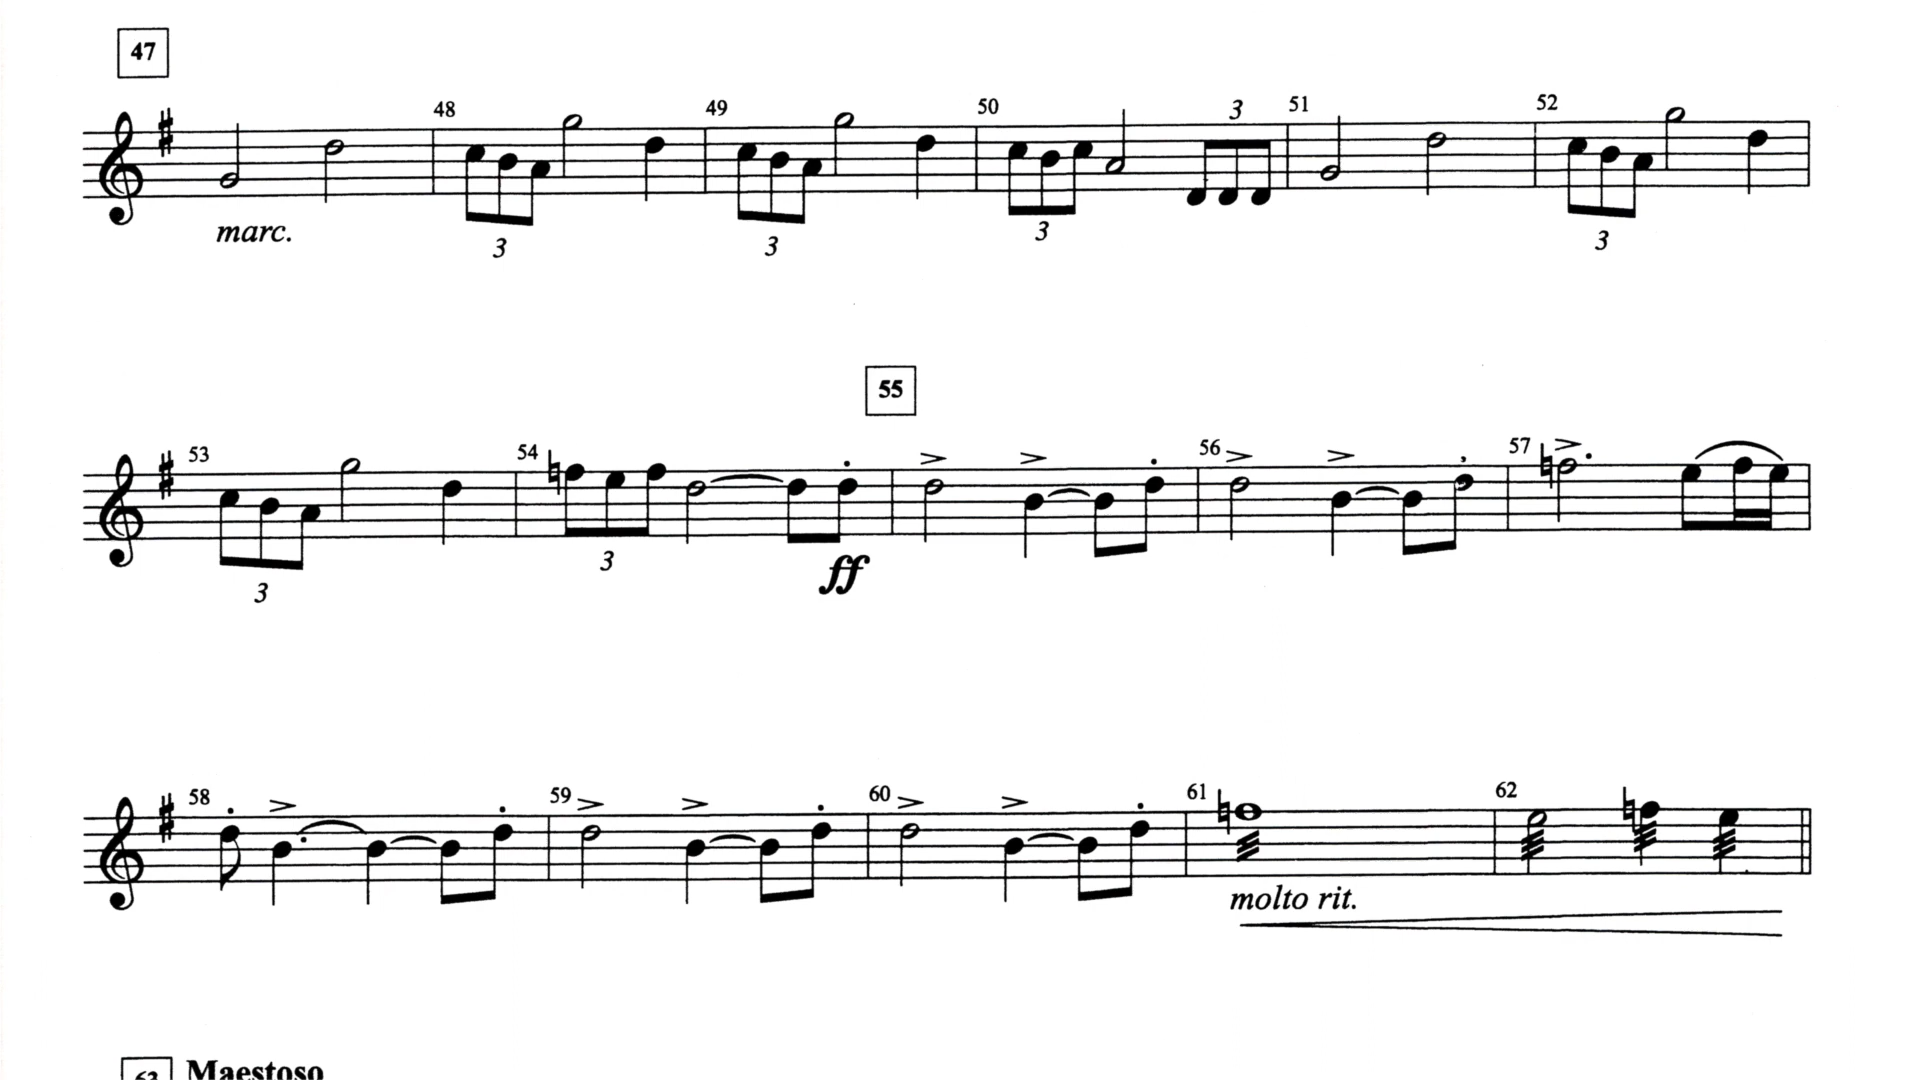 47
48 49 50 3 51 52
marc. 3 3 3 3
55
53 54 56 57
3 3 ff
58 59 60 61 62
molto rit.
Maestoso